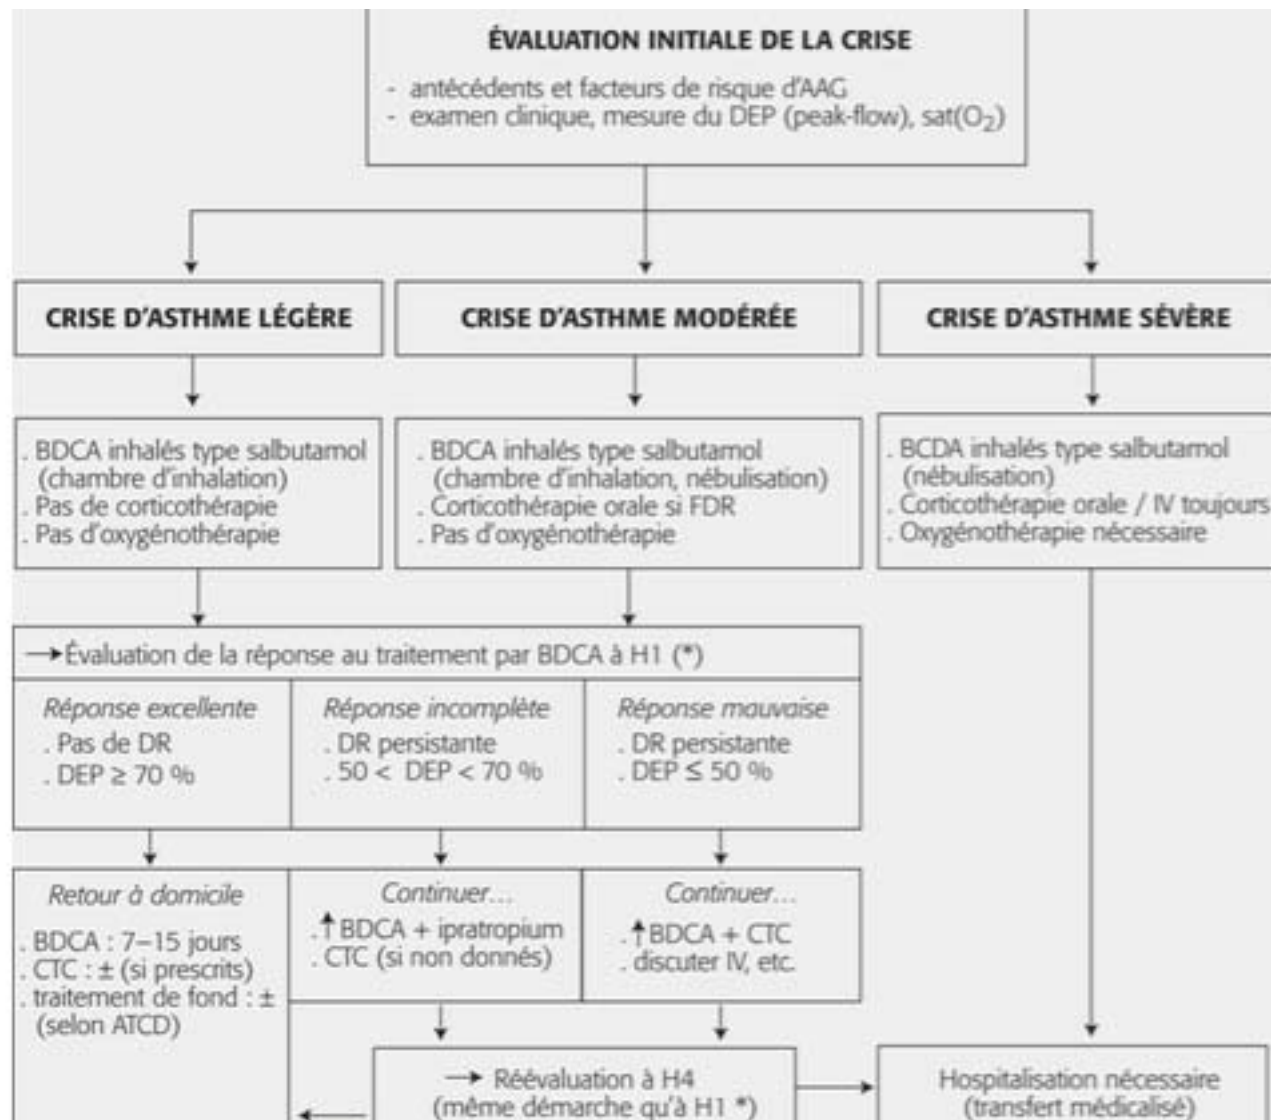 ÉVALUATION INITIALE DE LA CRISE
- antécédents et facteurs de risque d'AAG
- examen clinique, mesure du DEP (peak-flow), sat(O₂)
CRISE D'ASTHME LÉGÈRE
CRISE D'ASTHME MODÉRÉE
CRISE D'ASTHME SÉVÈRE
. BDCA inhalés type salbutamol
(chambre d'inhalation)
. Pas de corticothérapie
. Pas d'oxygénothérapie
. BDCA inhalés type salbutamol
(chambre d'inhalation, nébulisation)
. Corticothérapie orale si FDR
. Pas d'oxygénothérapie
. BCDA inhalés type salbutamol
(nébulisation)
. Corticothérapie orale / IV toujours
. Oxygénothérapie nécessaire
→Évaluation de la réponse au traitement par BDCA à H1 (*)
Réponse excellente
. Pas de DR
. DEP ≥ 70 %
Réponse incomplète
. DR persistante
. 50 < DEP < 70 %
Réponse mauvaise
. DR persistante
. DEP ≤ 50 %
Retour à domicile
. BDCA : 7–15 jours
. CTC : ± (si prescrits)
. traitement de fond : ±
(selon ATCD)
Continuer…
.↑BDCA + ipratropium
. CTC (si non donnés)
Continuer…
.↑BDCA + CTC
. discuter IV, etc.
→ Réévaluation à H4
(même démarche qu'à H1 *)
Hospitalisation nécessaire
(transfert médicalisé)